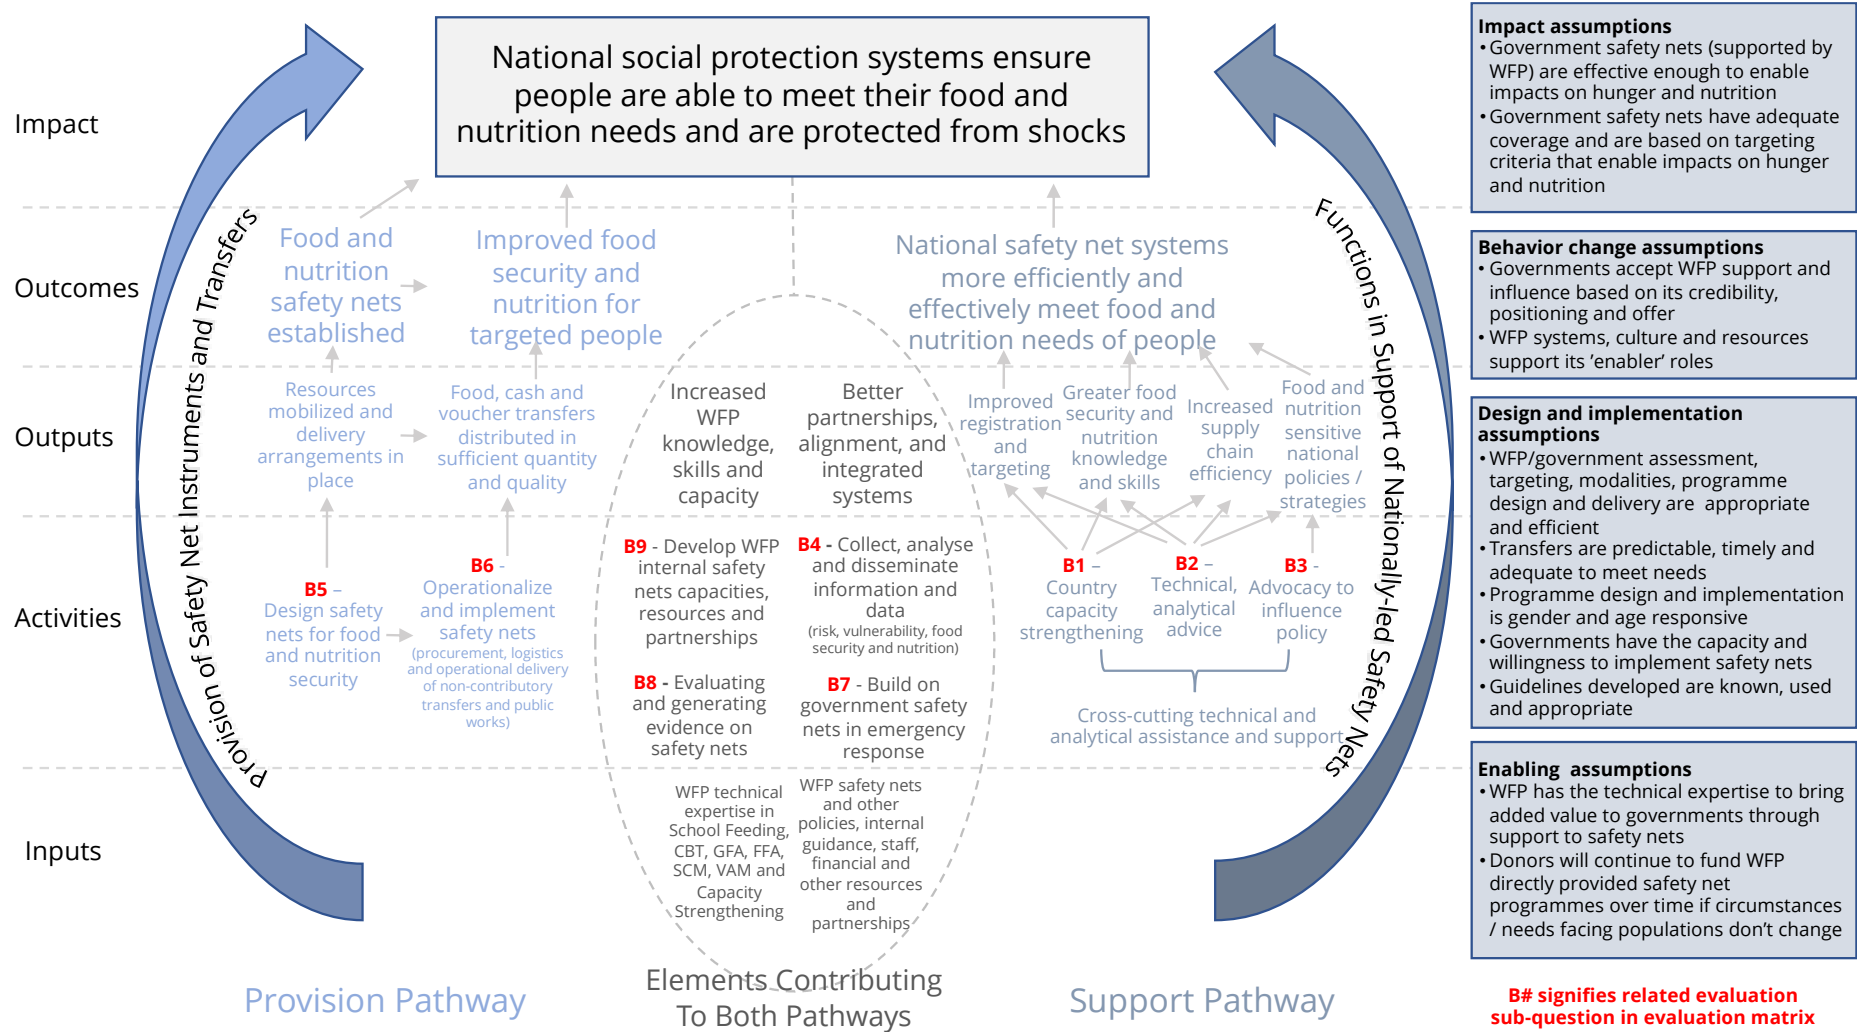 National social protection systems ensure
people are able to meet their food and
nutrition needs and are protected from shocks
Impact
Outcomes
Outputs
Activities
Inputs
Provision of Safety Net Instruments and Transfers
Food and
nutrition
safety nets
established
Improved food
security and
nutrition for
targeted people
Resources
mobilized and
delivery
arrangements in
place
Food, cash and
voucher transfers
distributed in
sufficient quantity
and quality
B5 –
Design safety
nets for food
and nutrition
security
B6 -
Operationalize
and implement
safety nets
(procurement, logistics
and operational delivery
of non-contributory
transfers and public
works)
Provision Pathway
Increased
WFP
knowledge,
skills and
capacity
Better
partnerships,
alignment, and
integrated
systems
B9 - Develop WFP
internal safety
nets capacities,
resources and
partnerships
B4 - Collect, analyse
and disseminate
information and
data
(risk, vulnerability, food
security and nutrition)
B8 - Evaluating
and generating
evidence on
safety nets
B7 - Build on
government safety
nets in emergency
response
WFP technical
expertise in
School Feeding,
CBT, GFA, FFA,
SCM, VAM and
Capacity
Strengthening
WFP safety nets
and other
policies, internal
guidance, staff,
financial and
other resources
and
partnerships
Elements Contributing
To Both Pathways
National safety net systems
more efficiently and
effectively meet food and
nutrition needs of people
Improved
registration
and
targeting
Greater food
security and
nutrition
knowledge
and skills
Increased
supply
chain
efficiency
Food and
nutrition
sensitive
national
policies /
strategies
B1 –
Country
capacity
strengthening
B2 –
Technical,
analytical
advice
B3 -
Advocacy to
influence
policy
Cross-cutting technical and
analytical assistance and support
Support Pathway
Functions in Support of Nationally-led Safety Nets
Impact assumptions
• Government safety nets (supported by
WFP) are effective enough to enable
impacts on hunger and nutrition
• Government safety nets have adequate
coverage and are based on targeting
criteria that enable impacts on hunger
and nutrition
Behavior change assumptions
• Governments accept WFP support and
influence based on its credibility,
positioning and offer
• WFP systems, culture and resources
support its ’enabler’ roles
Design and implementation
assumptions
• WFP/government assessment,
targeting, modalities, programme
design and delivery are appropriate
and efficient
• Transfers are predictable, timely and
adequate to meet needs
• Programme design and implementation
is gender and age responsive
• Governments have the capacity and
willingness to implement safety nets
• Guidelines developed are known, used
and appropriate
Enabling assumptions
• WFP has the technical expertise to bring
added value to governments through
support to safety nets
• Donors will continue to fund WFP
directly provided safety net
programmes over time if circumstances
/ needs facing populations don’t change
B# signifies related evaluation
sub-question in evaluation matrix